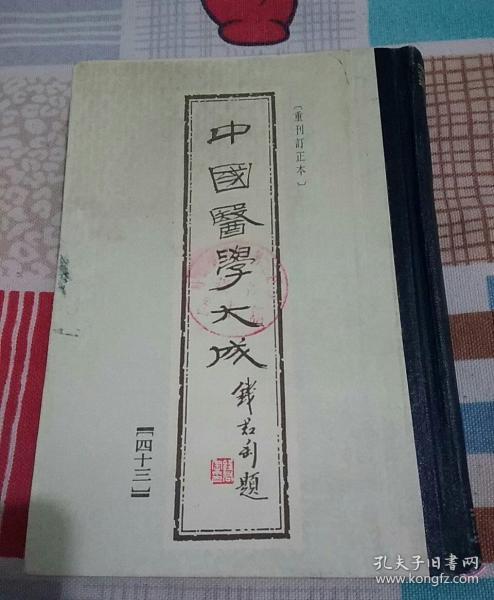 〔重刊訂正本〕
中國醫學大成
錢君匋題
【四十三】
孔夫子旧书网
www.kongfz.com